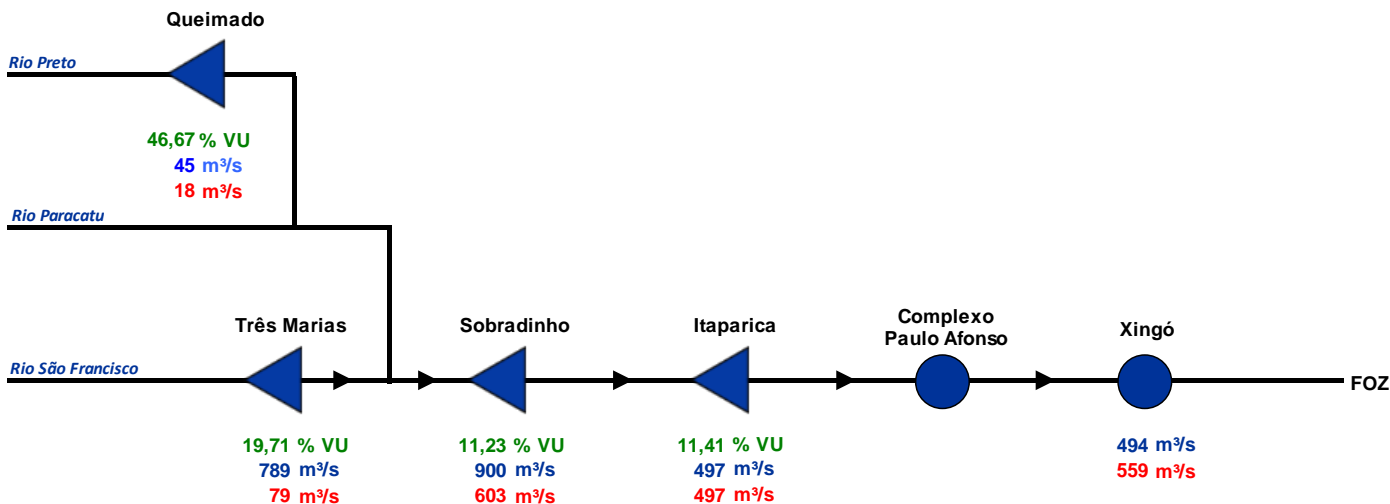 Queimado
Rio Preto
46,67 % VU
45 m³/s
18 m³/s
Rio Paracatu
Três Marias
Sobradinho
Itaparica
Complexo
Paulo Afonso
Xingó
Rio São Francisco
FOZ
19,71 % VU
789 m³/s
79 m³/s
11,23 % VU
900 m³/s
603 m³/s
11,41 % VU
497 m³/s
497 m³/s
494 m³/s
559 m³/s